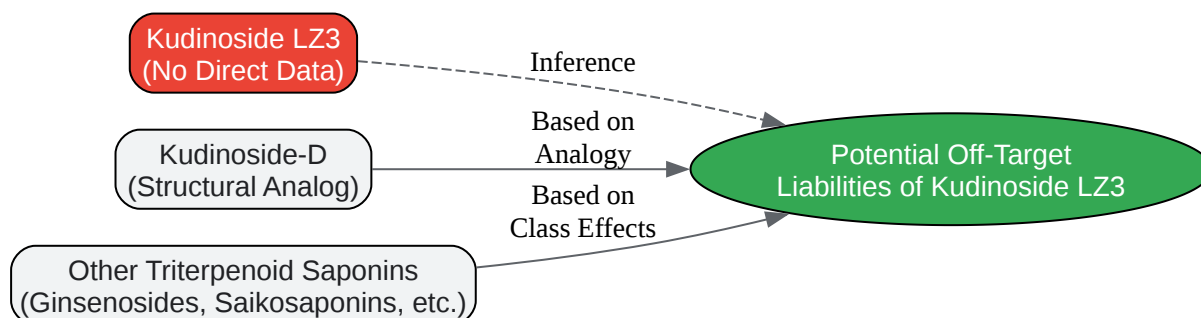 Kudinoside LZ3
(No Direct Data)
Inference
Based on
Analogy
Kudinoside-D
(Structural Analog)
Potential Off-Target
Liabilities of Kudinoside LZ3
Based on
Class Effects
Other Triterpenoid Saponins
(Ginsenosides, Saikosaponins, etc.)